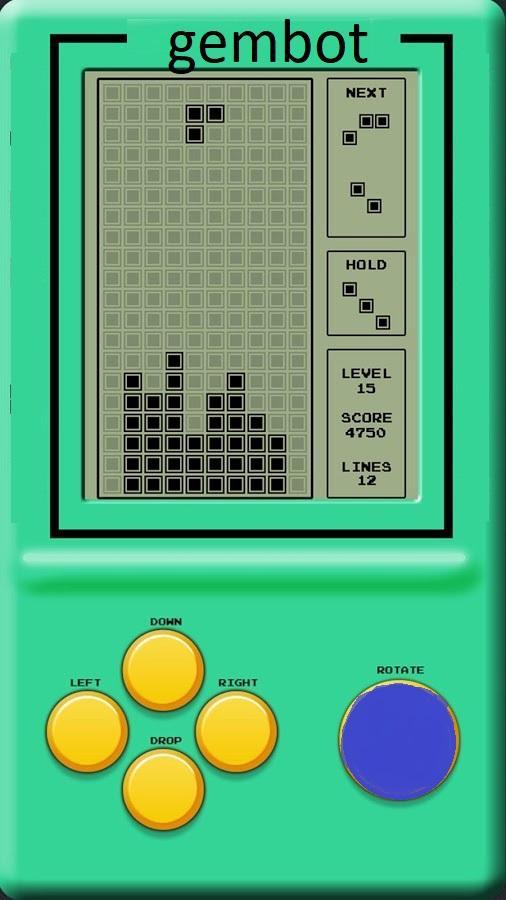 gembot
NEXT
HOLD
LEVEL
15
SCORE
4750
LINES
12
DOWN
LEFT
RIGHT
DROP
ROTATE